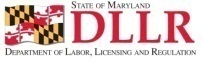 STATE OF MARYLAND
DLLR
DEPARTMENT OF LABOR, LICENSING AND REGULATION